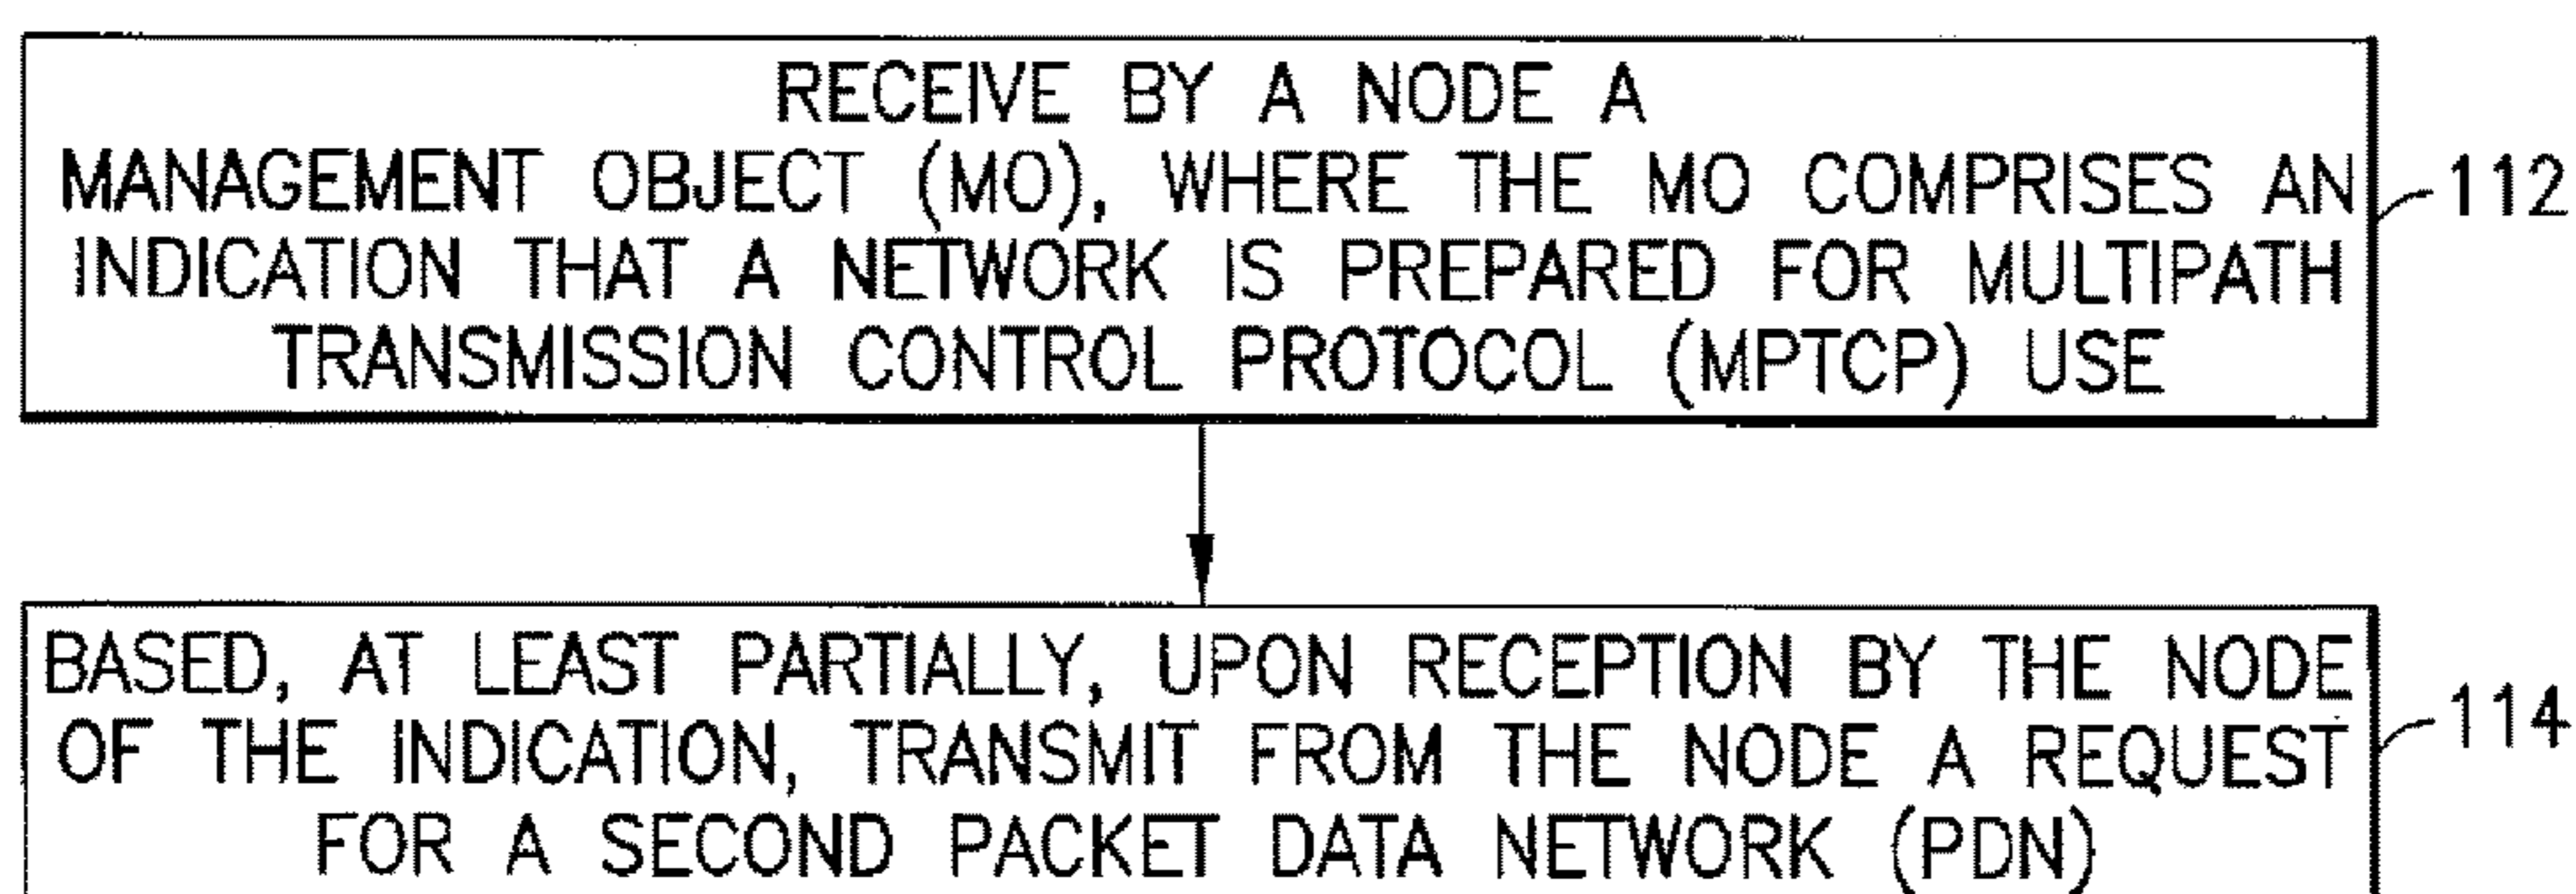 RECEIVE BY A NODE A
MANAGEMENT OBJECT (MO), WHERE THE MO COMPRISES AN
INDICATION THAT A NETWORK IS PREPARED FOR MULTIPATH
TRANSMISSION CONTROL PROTOCOL (MPTCP) USE
112
BASED, AT LEAST PARTIALLY, UPON RECEPTION BY THE NODE
OF THE INDICATION, TRANSMIT FROM THE NODE A REQUEST
FOR A SECOND PACKET DATA NETWORK (PDN)
114